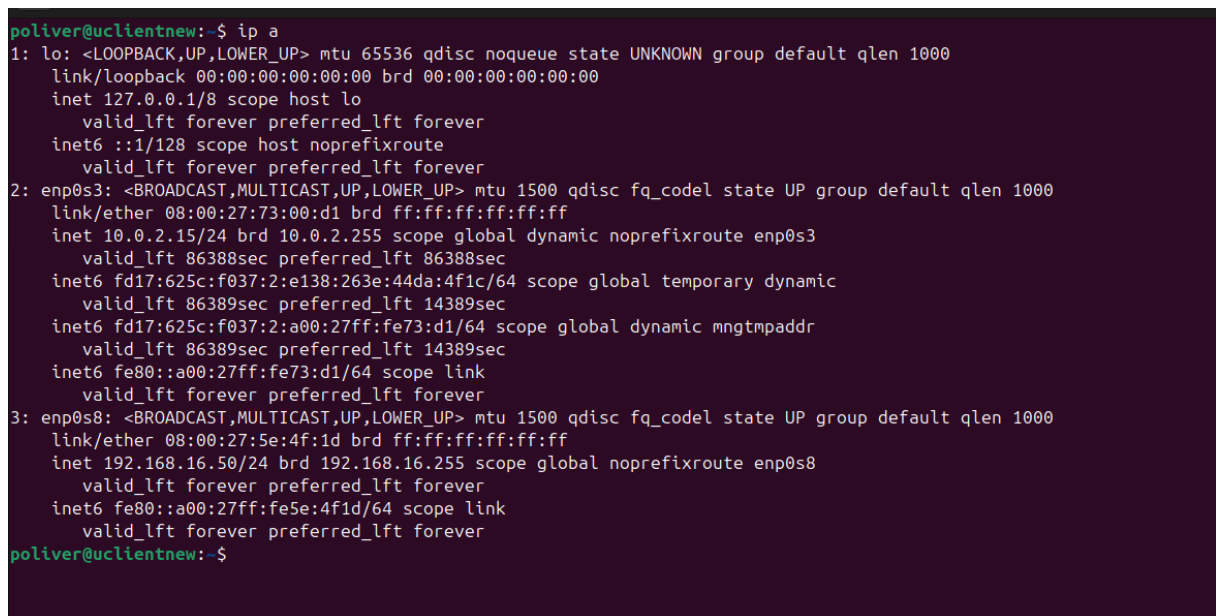 poliver@uclientnew:~$ ip a
1: lo: <LOOPBACK,UP,LOWER_UP> mtu 65536 qdisc noqueue state UNKNOWN group default qlen 1000
    link/loopback 00:00:00:00:00:00 brd 00:00:00:00:00:00
    inet 127.0.0.1/8 scope host lo
       valid_lft forever preferred_lft forever
    inet6 ::1/128 scope host noprefixroute
       valid_lft forever preferred_lft forever
2: enp0s3: <BROADCAST,MULTICAST,UP,LOWER_UP> mtu 1500 qdisc fq_codel state UP group default qlen 1000
    link/ether 08:00:27:73:00:d1 brd ff:ff:ff:ff:ff:ff
    inet 10.0.2.15/24 brd 10.0.2.255 scope global dynamic noprefixroute enp0s3
       valid_lft 86388sec preferred_lft 86388sec
    inet6 fd17:625c:f037:2:e138:263e:44da:4f1c/64 scope global temporary dynamic
       valid_lft 86389sec preferred_lft 14389sec
    inet6 fd17:625c:f037:2:a00:27ff:fe73:d1/64 scope global dynamic mngtmpaddr
       valid_lft 86389sec preferred_lft 14389sec
    inet6 fe80::a00:27ff:fe73:d1/64 scope link
       valid_lft forever preferred_lft forever
3: enp0s8: <BROADCAST,MULTICAST,UP,LOWER_UP> mtu 1500 qdisc fq_codel state UP group default qlen 1000
    link/ether 08:00:27:5e:4f:1d brd ff:ff:ff:ff:ff:ff
    inet 192.168.16.50/24 brd 192.168.16.255 scope global noprefixroute enp0s8
       valid_lft forever preferred_lft forever
    inet6 fe80::a00:27ff:fe5e:4f1d/64 scope link
       valid_lft forever preferred_lft forever
poliver@uclientnew:~$